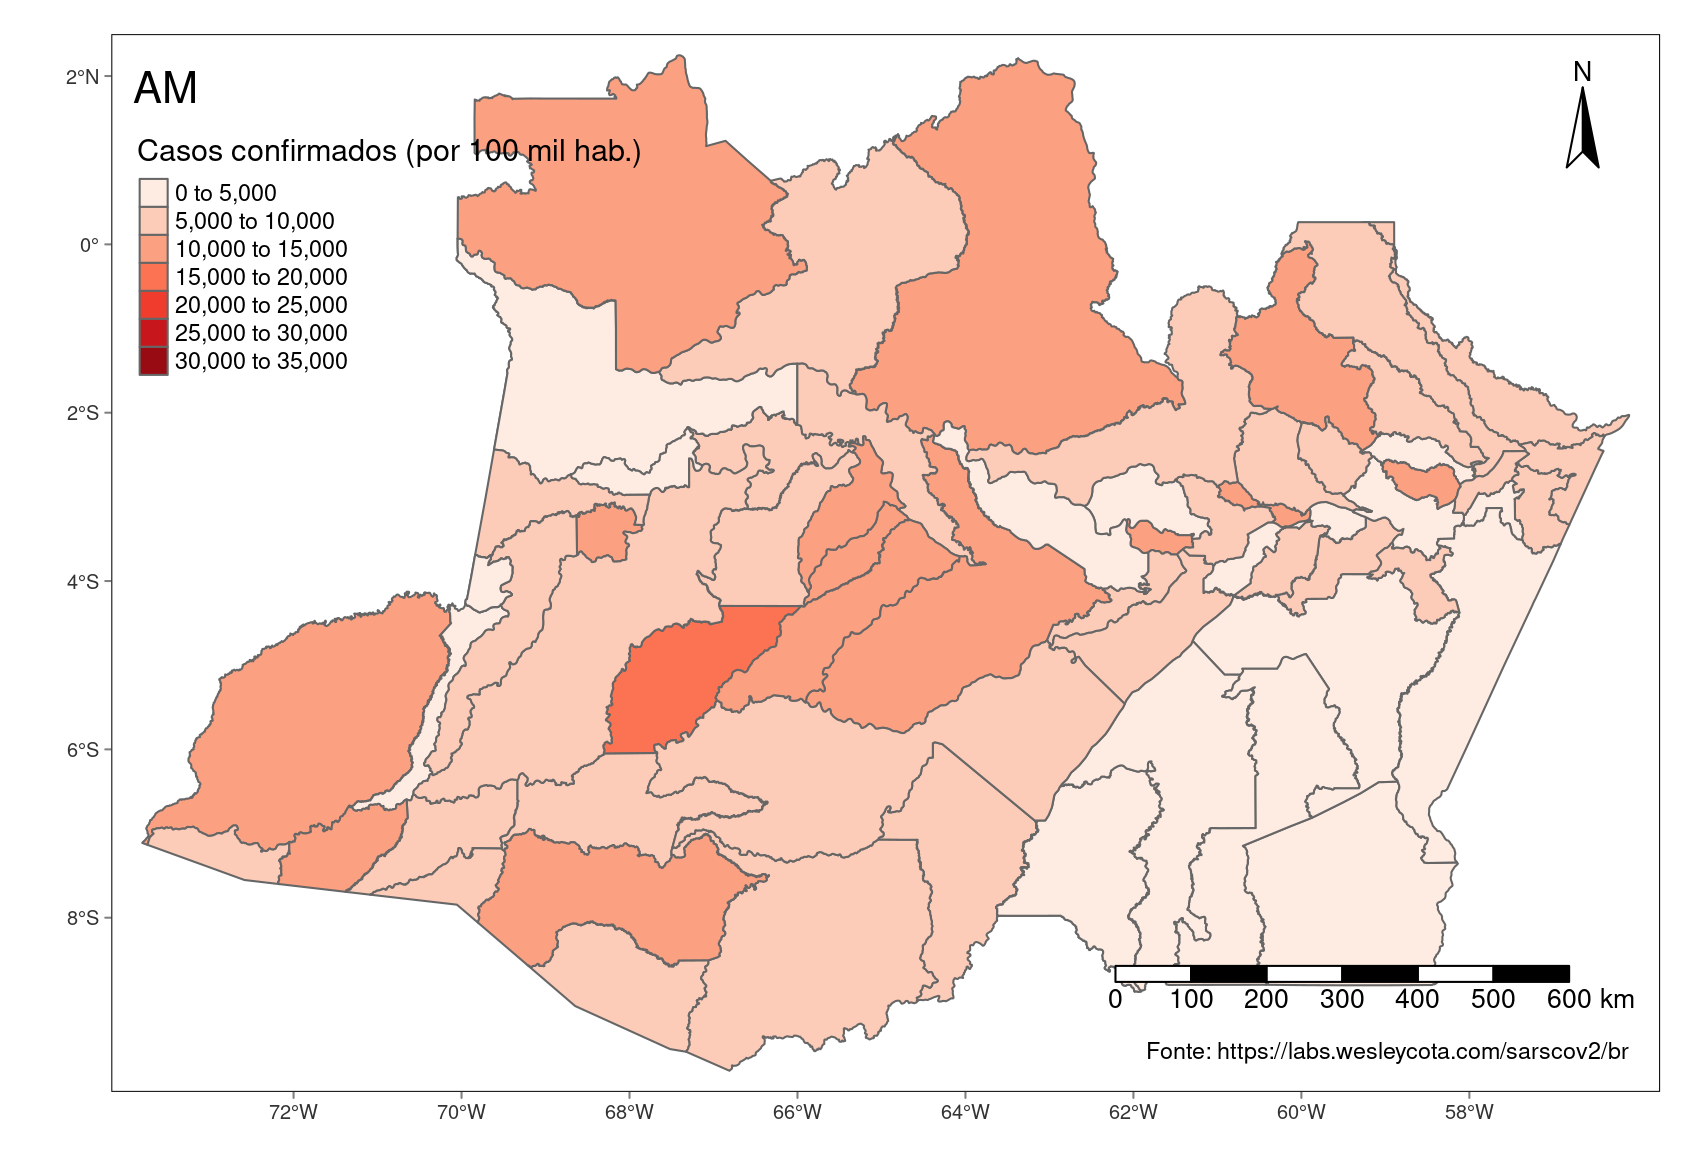 AM
N
Casos confirmados (por 100 mil hab.)
0 to 5,000
5,000 to 10,000
10,000 to 15,000
15,000 to 20,000
20,000 to 25,000
25,000 to 30,000
30,000 to 35,000
2°N
0°
2°S
4°S
6°S
8°S
0 100 200 300 400 500 600 km
Fonte: https://labs.wesleycota.com/sarscov2/br
72°W 70°W 68°W 66°W 64°W 62°W 60°W 58°W